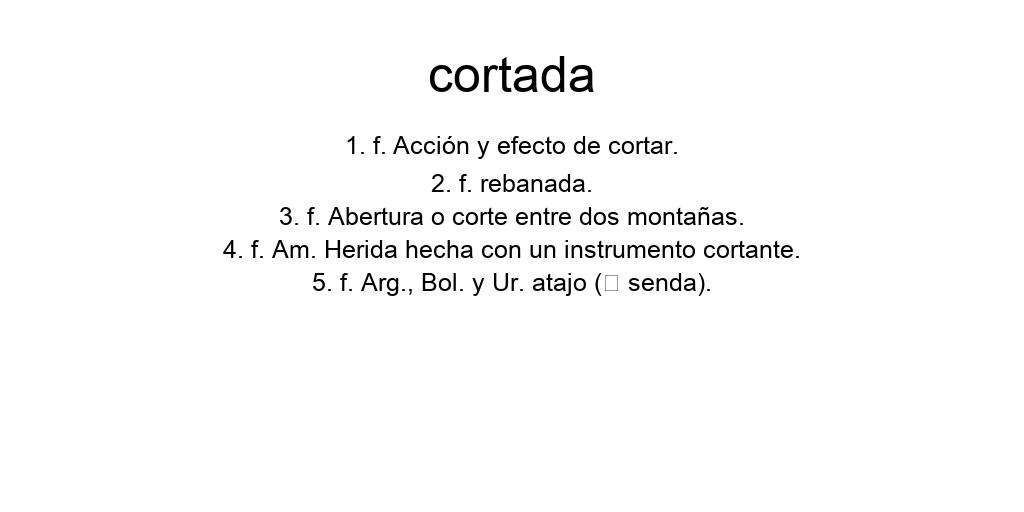 cortada
1. f. Acción y efecto de cortar.
2. f. rebanada.
3. f. Abertura o corte entre dos montañas.
4. f. Am. Herida hecha con un instrumento cortante.
5. f. Arg., Bol. y Ur. atajo (□ senda).